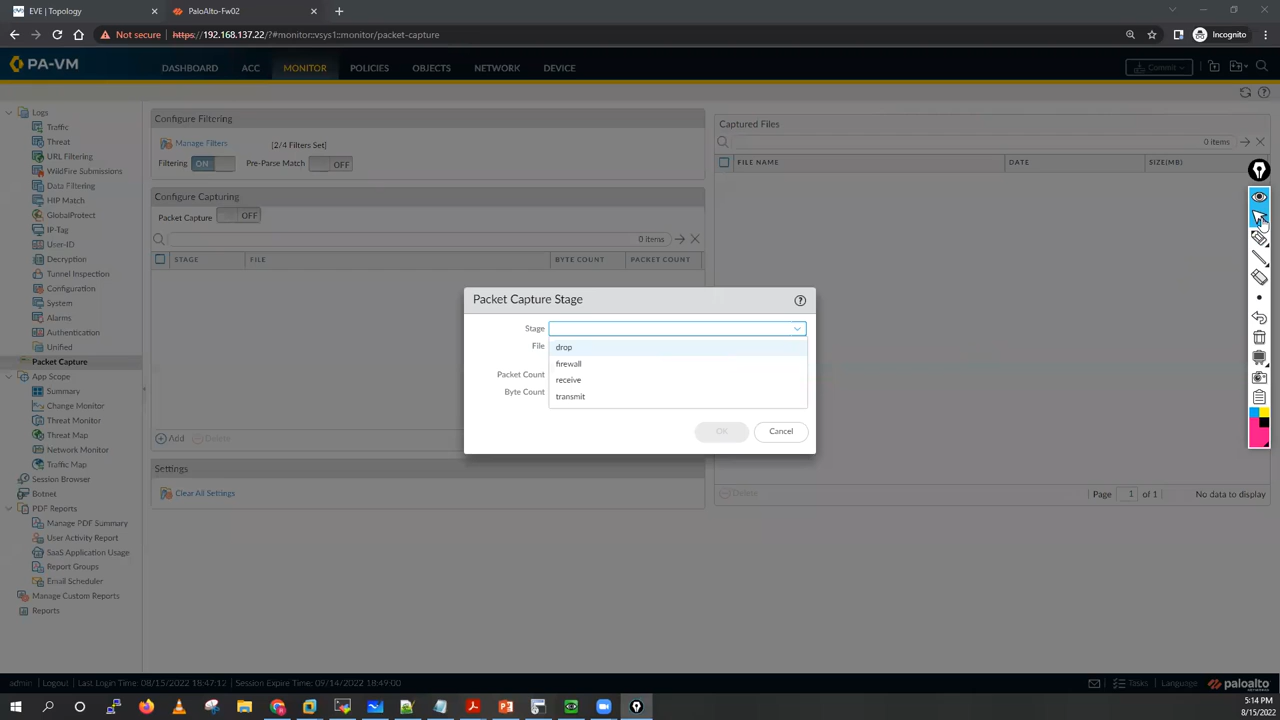 EVE | Topology
PaloAlto-Fw02
Not secure
https://192.168.137.22/?#monitor::vsys1::monitor/packet-capture
Incognito
PA-VM
DASHBOARD
ACC
MONITOR
POLICIES
OBJECTS
NETWORK
DEVICE
Commit
Logs
Traffic
Threat
URL Filtering
WildFire Submissions
Data Filtering
HIP Match
GlobalProtect
IP-Tag
User-ID
Decryption
Tunnel Inspection
Configuration
System
Alarms
Authentication
Unified
Packet Capture
App Scope
Summary
Change Monitor
Threat Monitor
Threat Map
Network Monitor
Traffic Map
Session Browser
Botnet
PDF Reports
Manage PDF Summary
User Activity Report
SaaS Application Usage
Report Groups
Email Scheduler
Manage Custom Reports
Reports
Configure Filtering
Manage Filters
[2/4 Filters Set]
Filtering ON
Pre-Parse Match OFF
Configure Capturing
Packet Capture OFF
0 items
STAGE
FILE
BYTE COUNT
PACKET COUNT
Add
Delete
Settings
Clear All Settings
Captured Files
0 items
FILE NAME
DATE
SIZE(MB)
Delete
Page 1 of 1
No data to display
Packet Capture Stage
Stage
File
Packet Count
Byte Count
drop
firewall
receive
transmit
OK
Cancel
admin
Logout
Last Login Time: 08/15/2022 18:47:12
Session Expire Time: 09/14/2022 18:49:00
Tasks
Language
paloalto
5:14 PM
8/15/2022